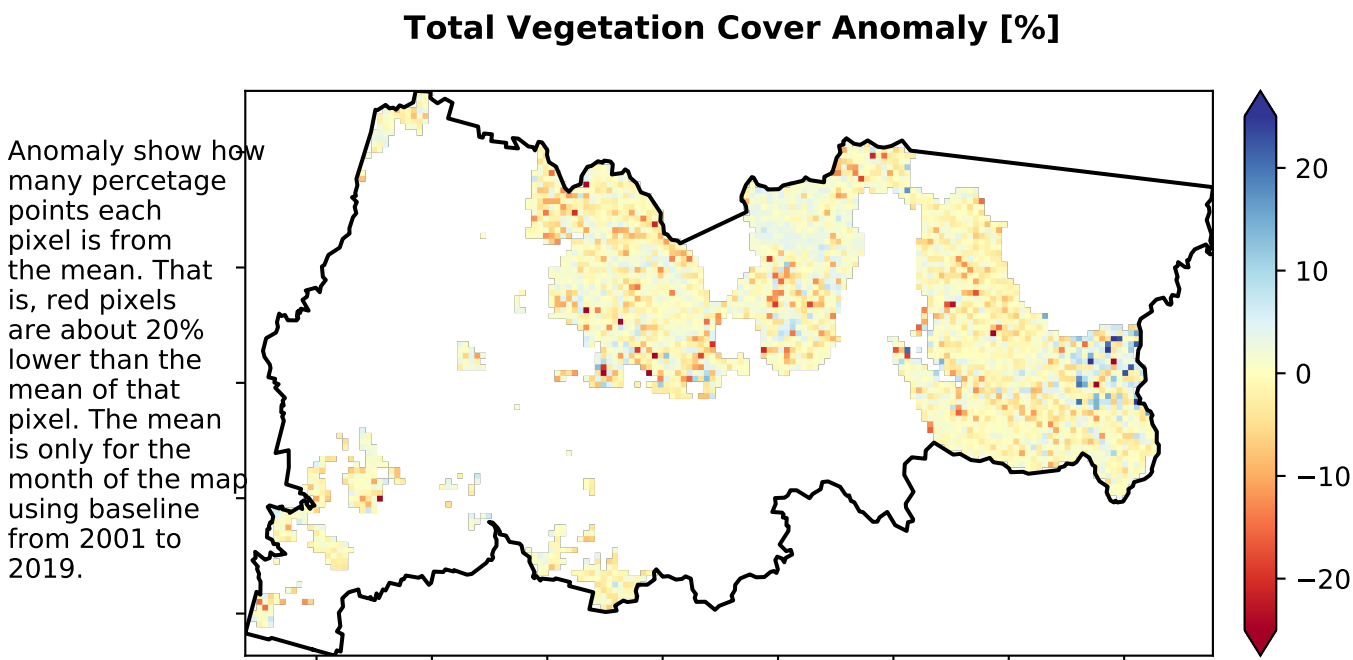 Total Vegetation Cover Anomaly [%]
Anomaly show how
many percetage
points each
pixel is from
the mean. That
is, red pixels
are about 20%
lower than the
mean of that
pixel. The mean
is only for the
month of the map
using baseline
from 2001 to
2019.
20
10
0
−10
−20